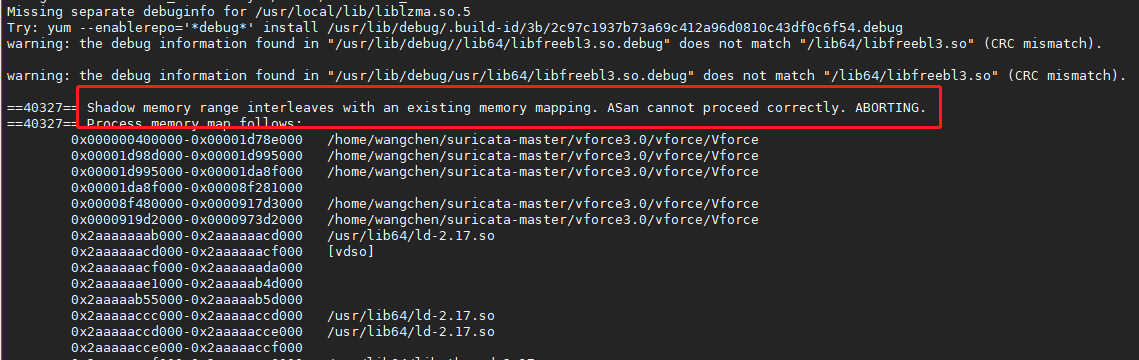 Missing separate debuginfo for /usr/local/lib/liblzma.so.5
Try: yum --enablerepo='*debug*' install /usr/lib/debug/.build-id/3b/2c97c1937b73a69c412a96d0810c43df0c6f54.debug
warning: the debug information found in "/usr/lib/debug//lib64/libfreebl3.so.debug" does not match "/lib64/libfreebl3.so" (CRC mismatch).
warning: the debug information found in "/usr/lib/debug/usr/lib64/libfreebl3.so.debug" does not match "/lib64/libfreebl3.so" (CRC mismatch).
==40327== Shadow memory range interleaves with an existing memory mapping. ASan cannot proceed correctly. ABORTING.
==40327== Process memory map follows:
0x000000400000-0x00001d78e000 /home/wangchen/suricata-master/vforce3.0/vforce/Vforce
0x00001d98d000-0x00001d995000 /home/wangchen/suricata-master/vforce3.0/vforce/Vforce
0x00001d995000-0x00001da8f000 /home/wangchen/suricata-master/vforce3.0/vforce/Vforce
0x00001da8f000-0x00008f281000
0x00008f480000-0x0000917d3000 /home/wangchen/suricata-master/vforce3.0/vforce/Vforce
0x0000919d2000-0x0000973d2000 /home/wangchen/suricata-master/vforce3.0/vforce/Vforce
0x2aaaaaaab000-0x2aaaaaacd000 /usr/lib64/ld-2.17.so
0x2aaaaaacd000-0x2aaaaaacf000 [vdso]
0x2aaaaaacf000-0x2aaaaaada000
0x2aaaaaae1000-0x2aaaaab4d000
0x2aaaaab55000-0x2aaaaab5d000
0x2aaaaaccc000-0x2aaaaaccd000 /usr/lib64/ld-2.17.so
0x2aaaaaccd000-0x2aaaaacce000 /usr/lib64/ld-2.17.so
0x2aaaaacce000-0x2aaaaaccf000